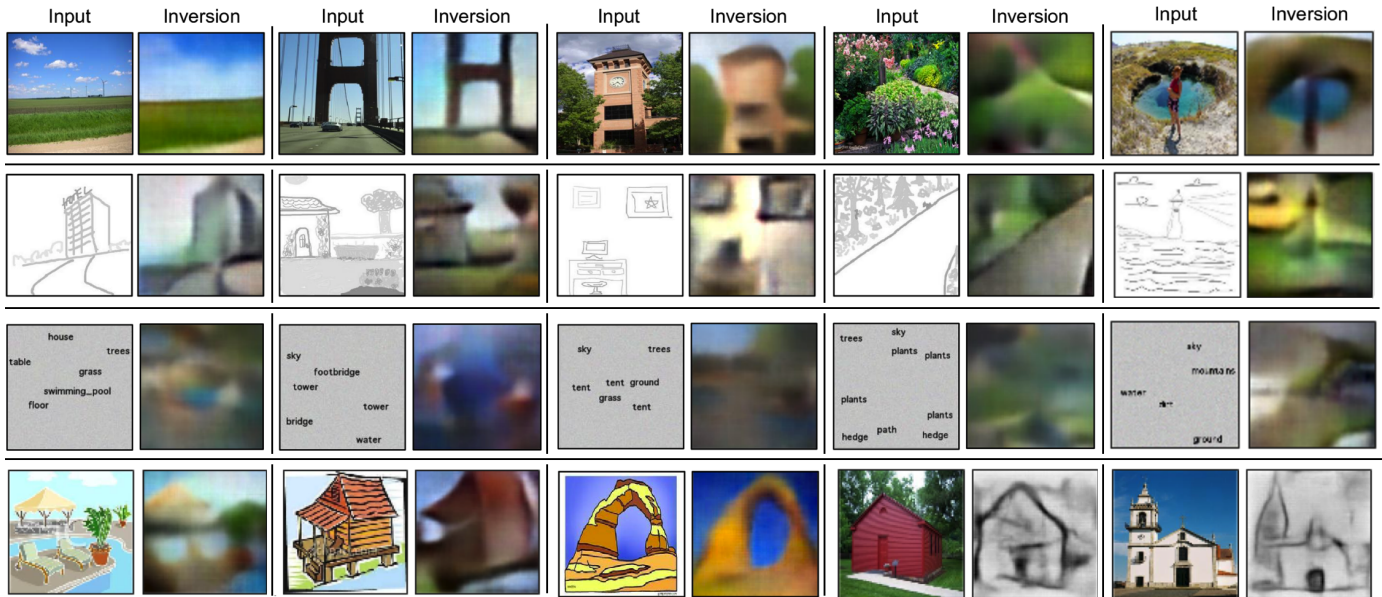 Input Inversion Input Inversion Input Inversion Input Inversion Input Inversion
HOTEL
house
trees
table
grass
swimming_pool
floor
sky
footbridge
tower
tower
bridge
water
sky
trees
tent
tent
ground
grass
tent
sky
trees
plants
plants
plants
plants
path
hedge
hedge
sky
mountains
water
ground